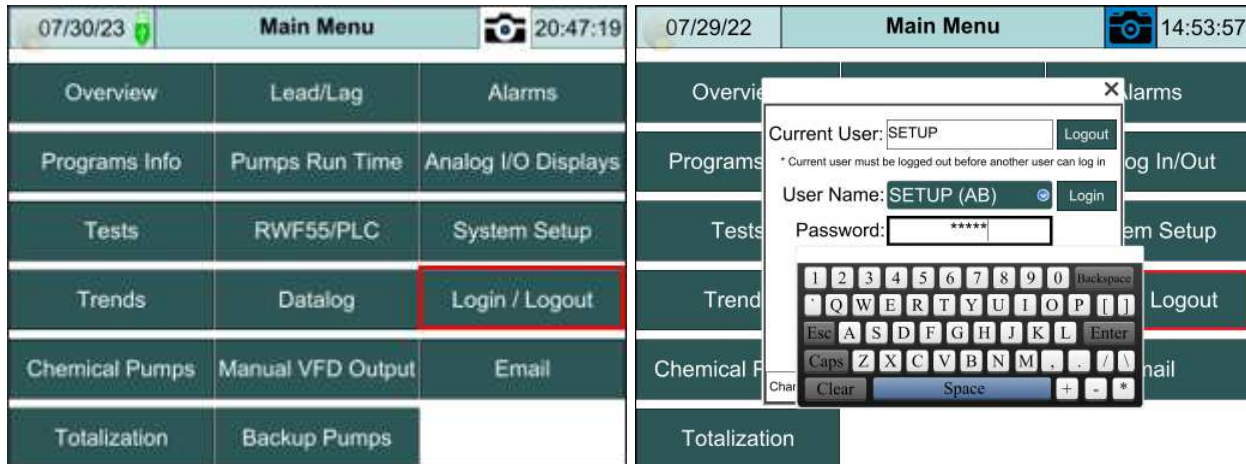 07/30/23 Main Menu 20:47:19
Overview Lead/Lag Alarms
Programs Info Pumps Run Time Analog I/O Displays
Tests RWF55/PLC System Setup
Trends Datalog Login / Logout
Chemical Pumps Manual VFD Output Email
Totalization Backup Pumps
07/29/22 Main Menu 14:53:57
Overvie larms
Current User: SETUP Logout
* Current user must be logged out before another user can log in
Programs og In/Out
User Name: SETUP (AB) Login
Tests Password: ***** em Setup
1 2 3 4 5 6 7 8 9 0 Backspace
Trend ` Q W E R T Y U I O P [ ] Logout
Esc A S D F G H J K L Enter
Caps Z X C V B N M , . / \
Chemical F mail
Char Clear Space + - *
Totalization